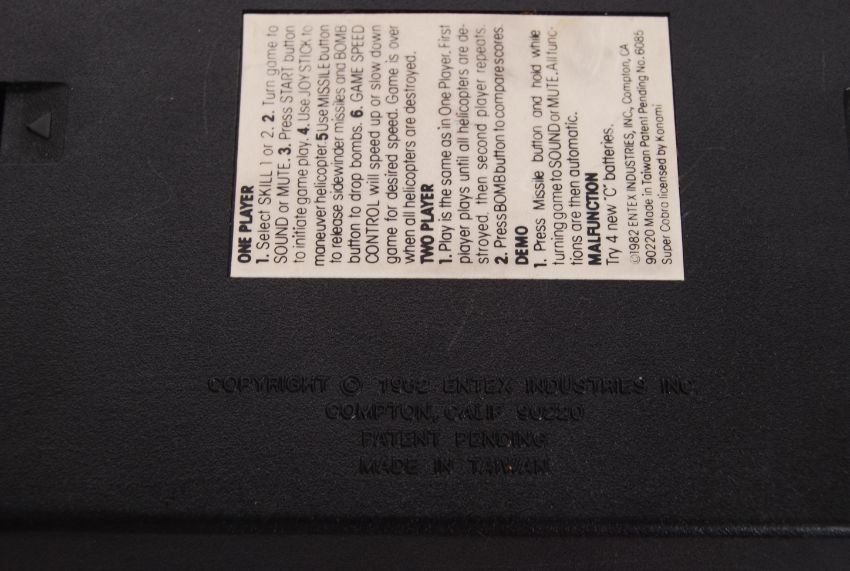 ONE PLAYER
1. Select SKILL 1 or 2. 2. Turn game to
SOUND or MUTE. 3. Press START button
to initiate game play. 4. Use JOYSTICK to
maneuver helicopter. 5 Use MISSILE button
to release sidewinder missiles and BOMB
button to drop bombs. 6. GAME SPEED
CONTROL will speed up or slow down
game for desired speed. Game is over
when all helicopters are destroyed.
TWO PLAYER
1. Play is the same as in One Player. First
player plays until all helicopters are de-
stroyed, then second player repeats.
2. Press BOMB button to compare scores
DEMO
1. Press Missile button and hold while
turning game to SOUND or MUTE. All func-
tions are then automatic.
MALFUNCTION
Try 4 new "C" batteries.
©1982 ENTEX INDUSTRIES, INC., Compton, CA
90220 Made in Taiwan Patent Pending No. 6085
Super Cobra licensed by Konami
COPYRIGHT © 1982 ENTEX INDUSTRIES INC.
COMPTON, CALIF 90220
PATENT PENDING
MADE IN TAIWAN